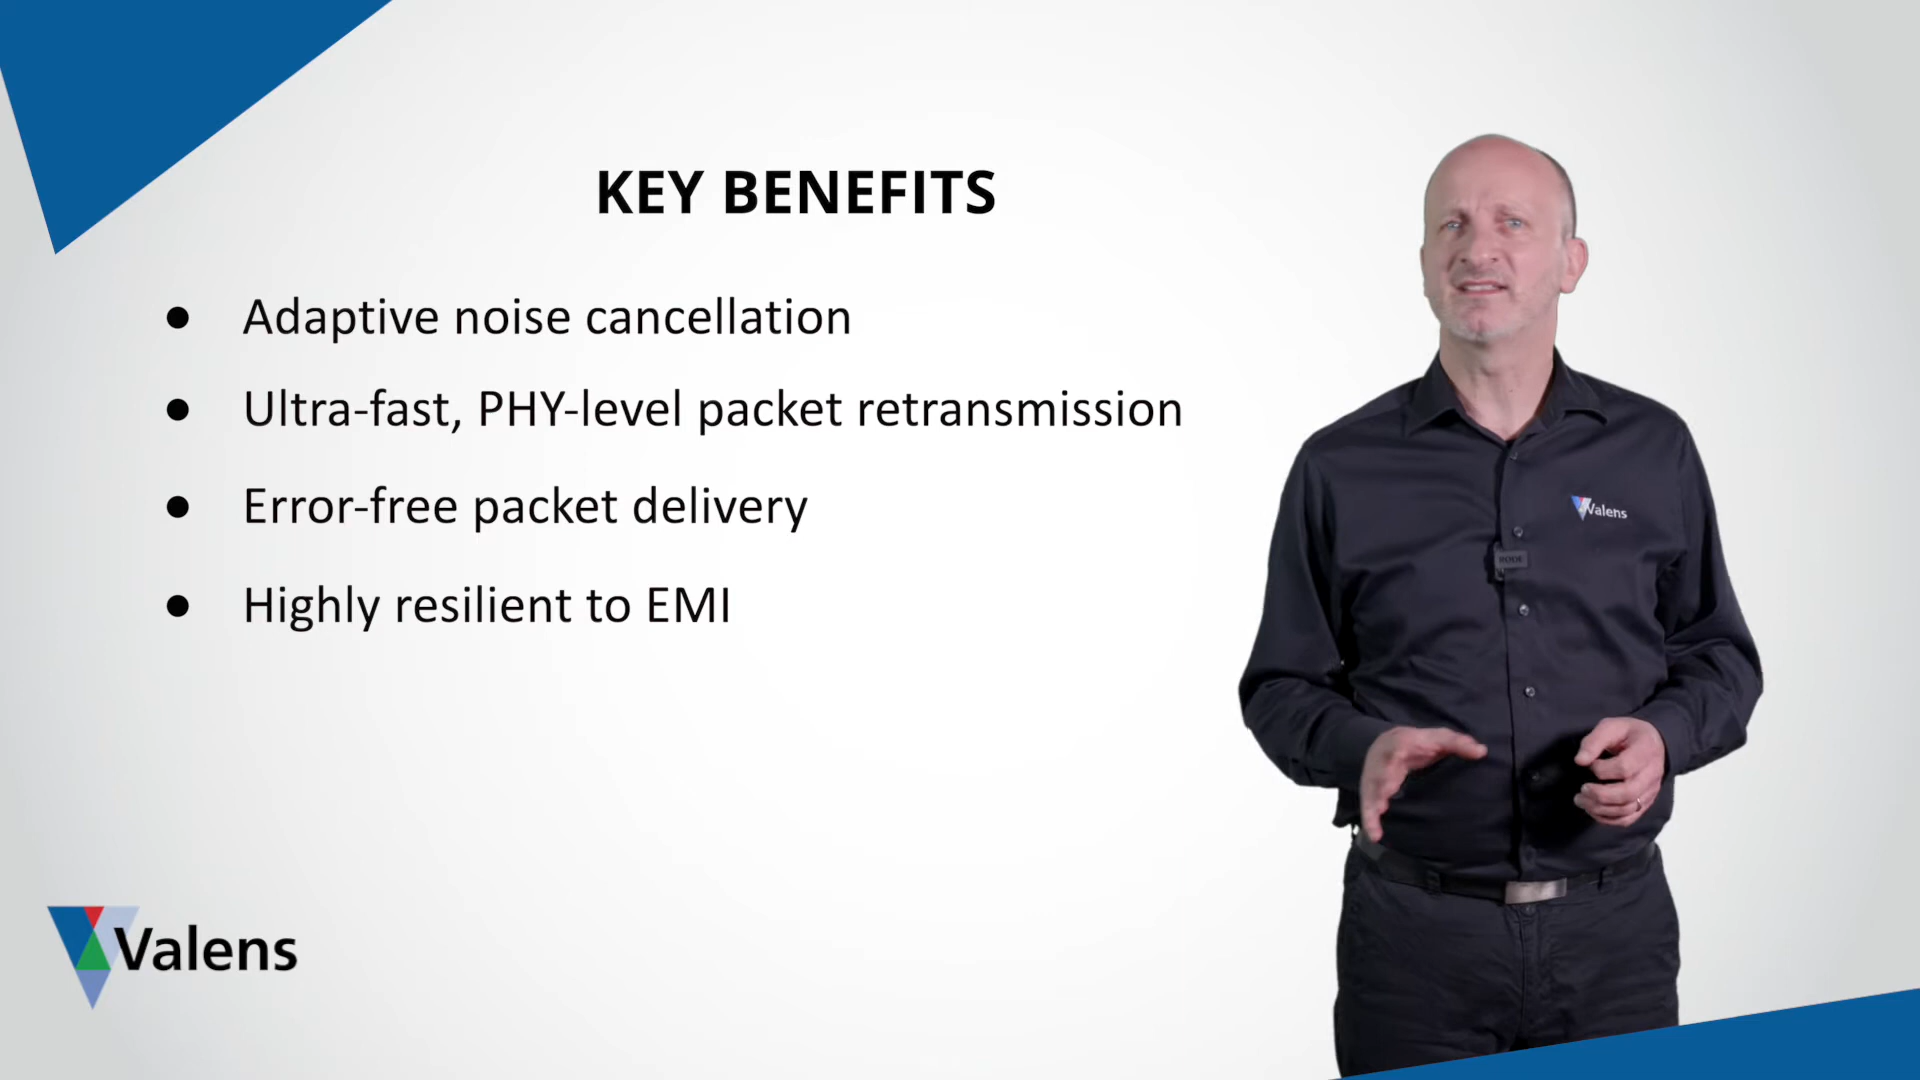 KEY BENEFITS
● Adaptive noise cancellation
● Ultra-fast, PHY-level packet retransmission
● Error-free packet delivery
● Highly resilient to EMI
Valens
RODE
Valens